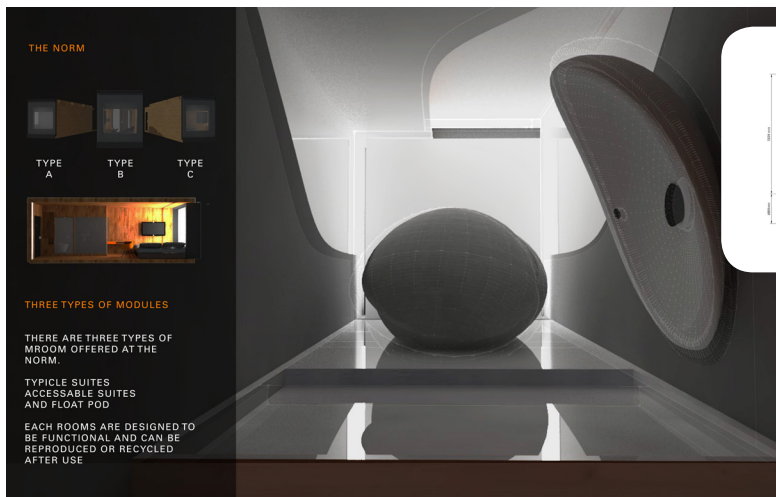 THE NORM
TYPE
A
TYPE
B
TYPE
C
THREE TYPES OF MODULES
THERE ARE THREE TYPES OF
MROOM OFFERED AT THE
NORM.
TYPICLE SUITES
ACCESSABLE SUITES
AND FLOAT POD
EACH ROOMS ARE DESIGNED TO
BE FUNCTIONAL AND CAN BE
REPRODUCED OR RECYCLED
AFTER USE